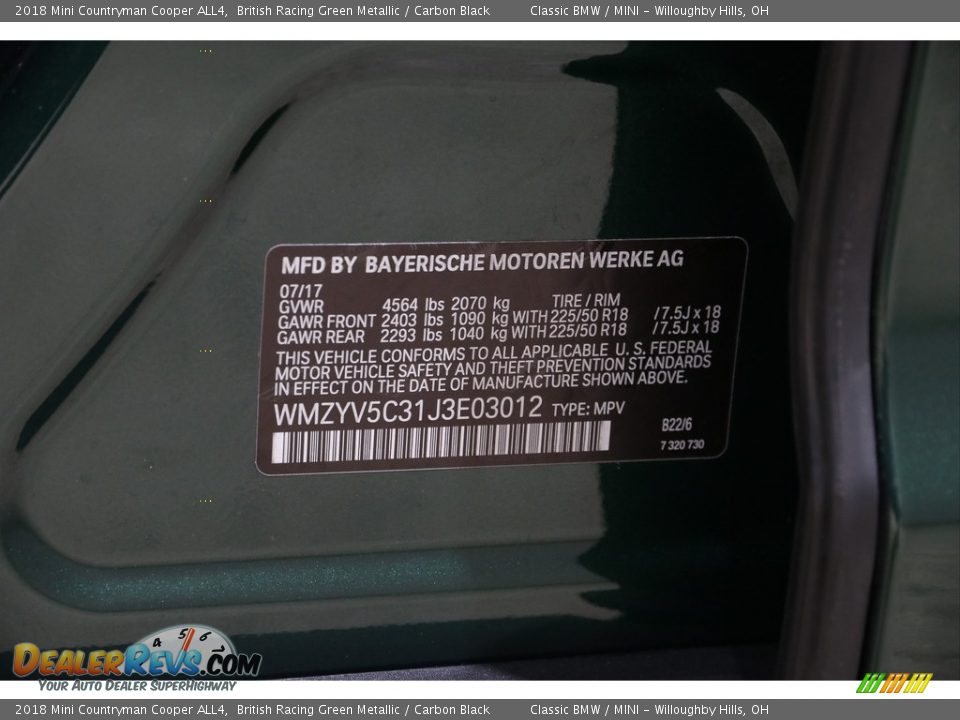 2018 Mini Countryman Cooper ALL4, British Racing Green Metallic / Carbon Black Classic BMW / MINI - Willoughby Hills, OH
MFD BY BAYERISCHE MOTOREN WERKE AG
07/17
GVWR 4564 lbs 2070 kg TIRE / RIM
GAWR FRONT 2403 lbs 1090 kg WITH 225/50 R18 /7.5J x 18
GAWR REAR 2293 lbs 1040 kg WITH 225/50 R18 /7.5J x 18
THIS VEHICLE CONFORMS TO ALL APPLICABLE U. S. FEDERAL
MOTOR VEHICLE SAFETY AND THEFT PREVENTION STANDARDS
IN EFFECT ON THE DATE OF MANUFACTURE SHOWN ABOVE.
WMZYV5C31J3E03012 TYPE: MPV
B22/6
7 320 730
4 5 6
DEALERREVS.COM
YOUR AUTO DEALER SUPERHIGHWAY
2018 Mini Countryman Cooper ALL4, British Racing Green Metallic / Carbon Black Classic BMW / MINI - Willoughby Hills, OH